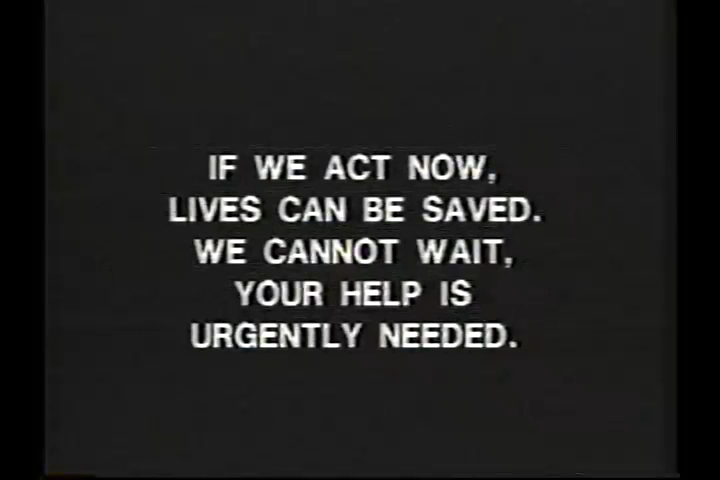 IF WE ACT NOW,
LIVES CAN BE SAVED.
WE CANNOT WAIT,
YOUR HELP IS
URGENTLY NEEDED.